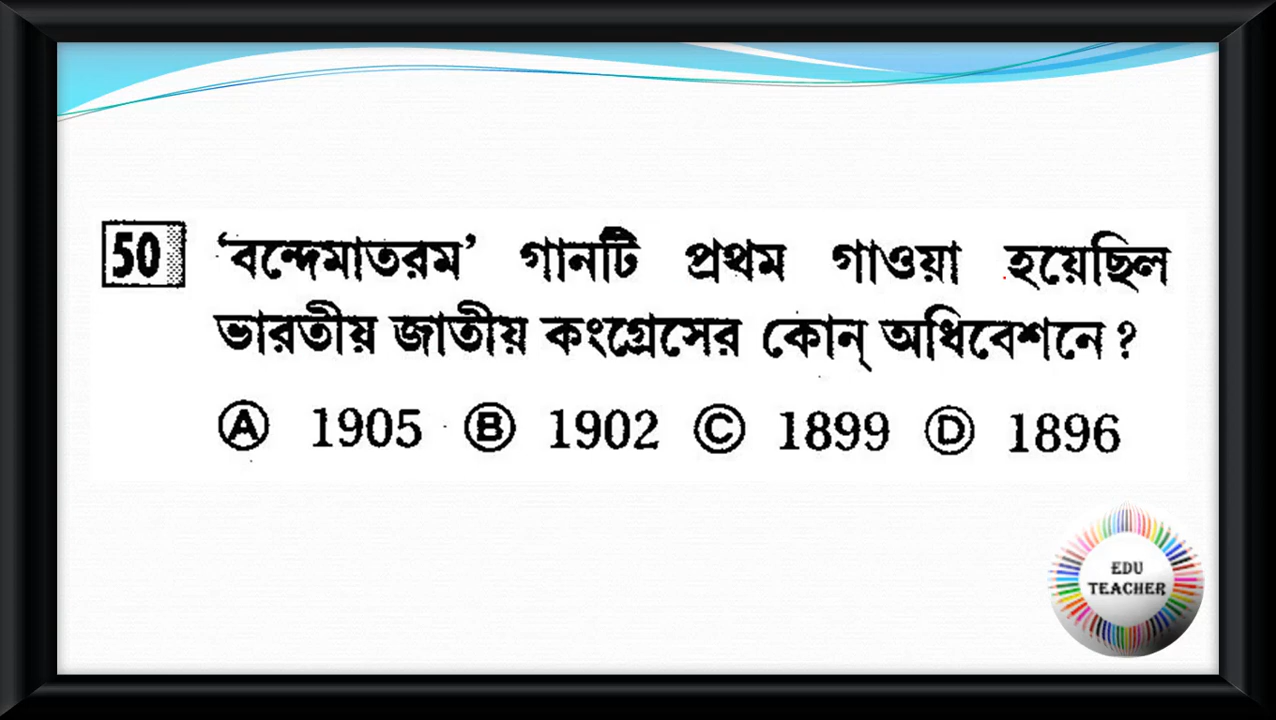 50 'বন্দেমাতরম' গানটি প্রথম গাওয়া হয়েছিল
ভারতীয় জাতীয় কংগ্রেসের কোন্ অধিবেশনে ?
Ⓐ 1905 Ⓑ 1902 Ⓒ 1899 Ⓓ 1896
EDU
TEACHER